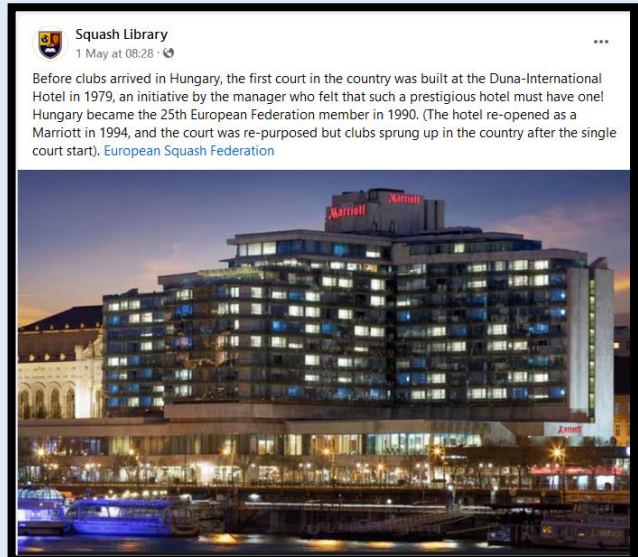 Squash Library
1 May at 08:28 ·
Before clubs arrived in Hungary, the first court in the country was built at the Duna-International
Hotel in 1979, an initiative by the manager who felt that such a prestigious hotel must have one!
Hungary became the 25th European Federation member in 1990. (The hotel re-opened as a
Marriott in 1994, and the court was re-purposed but clubs sprung up in the country after the single
court start). European Squash Federation
Marriott Marriott
Marriott